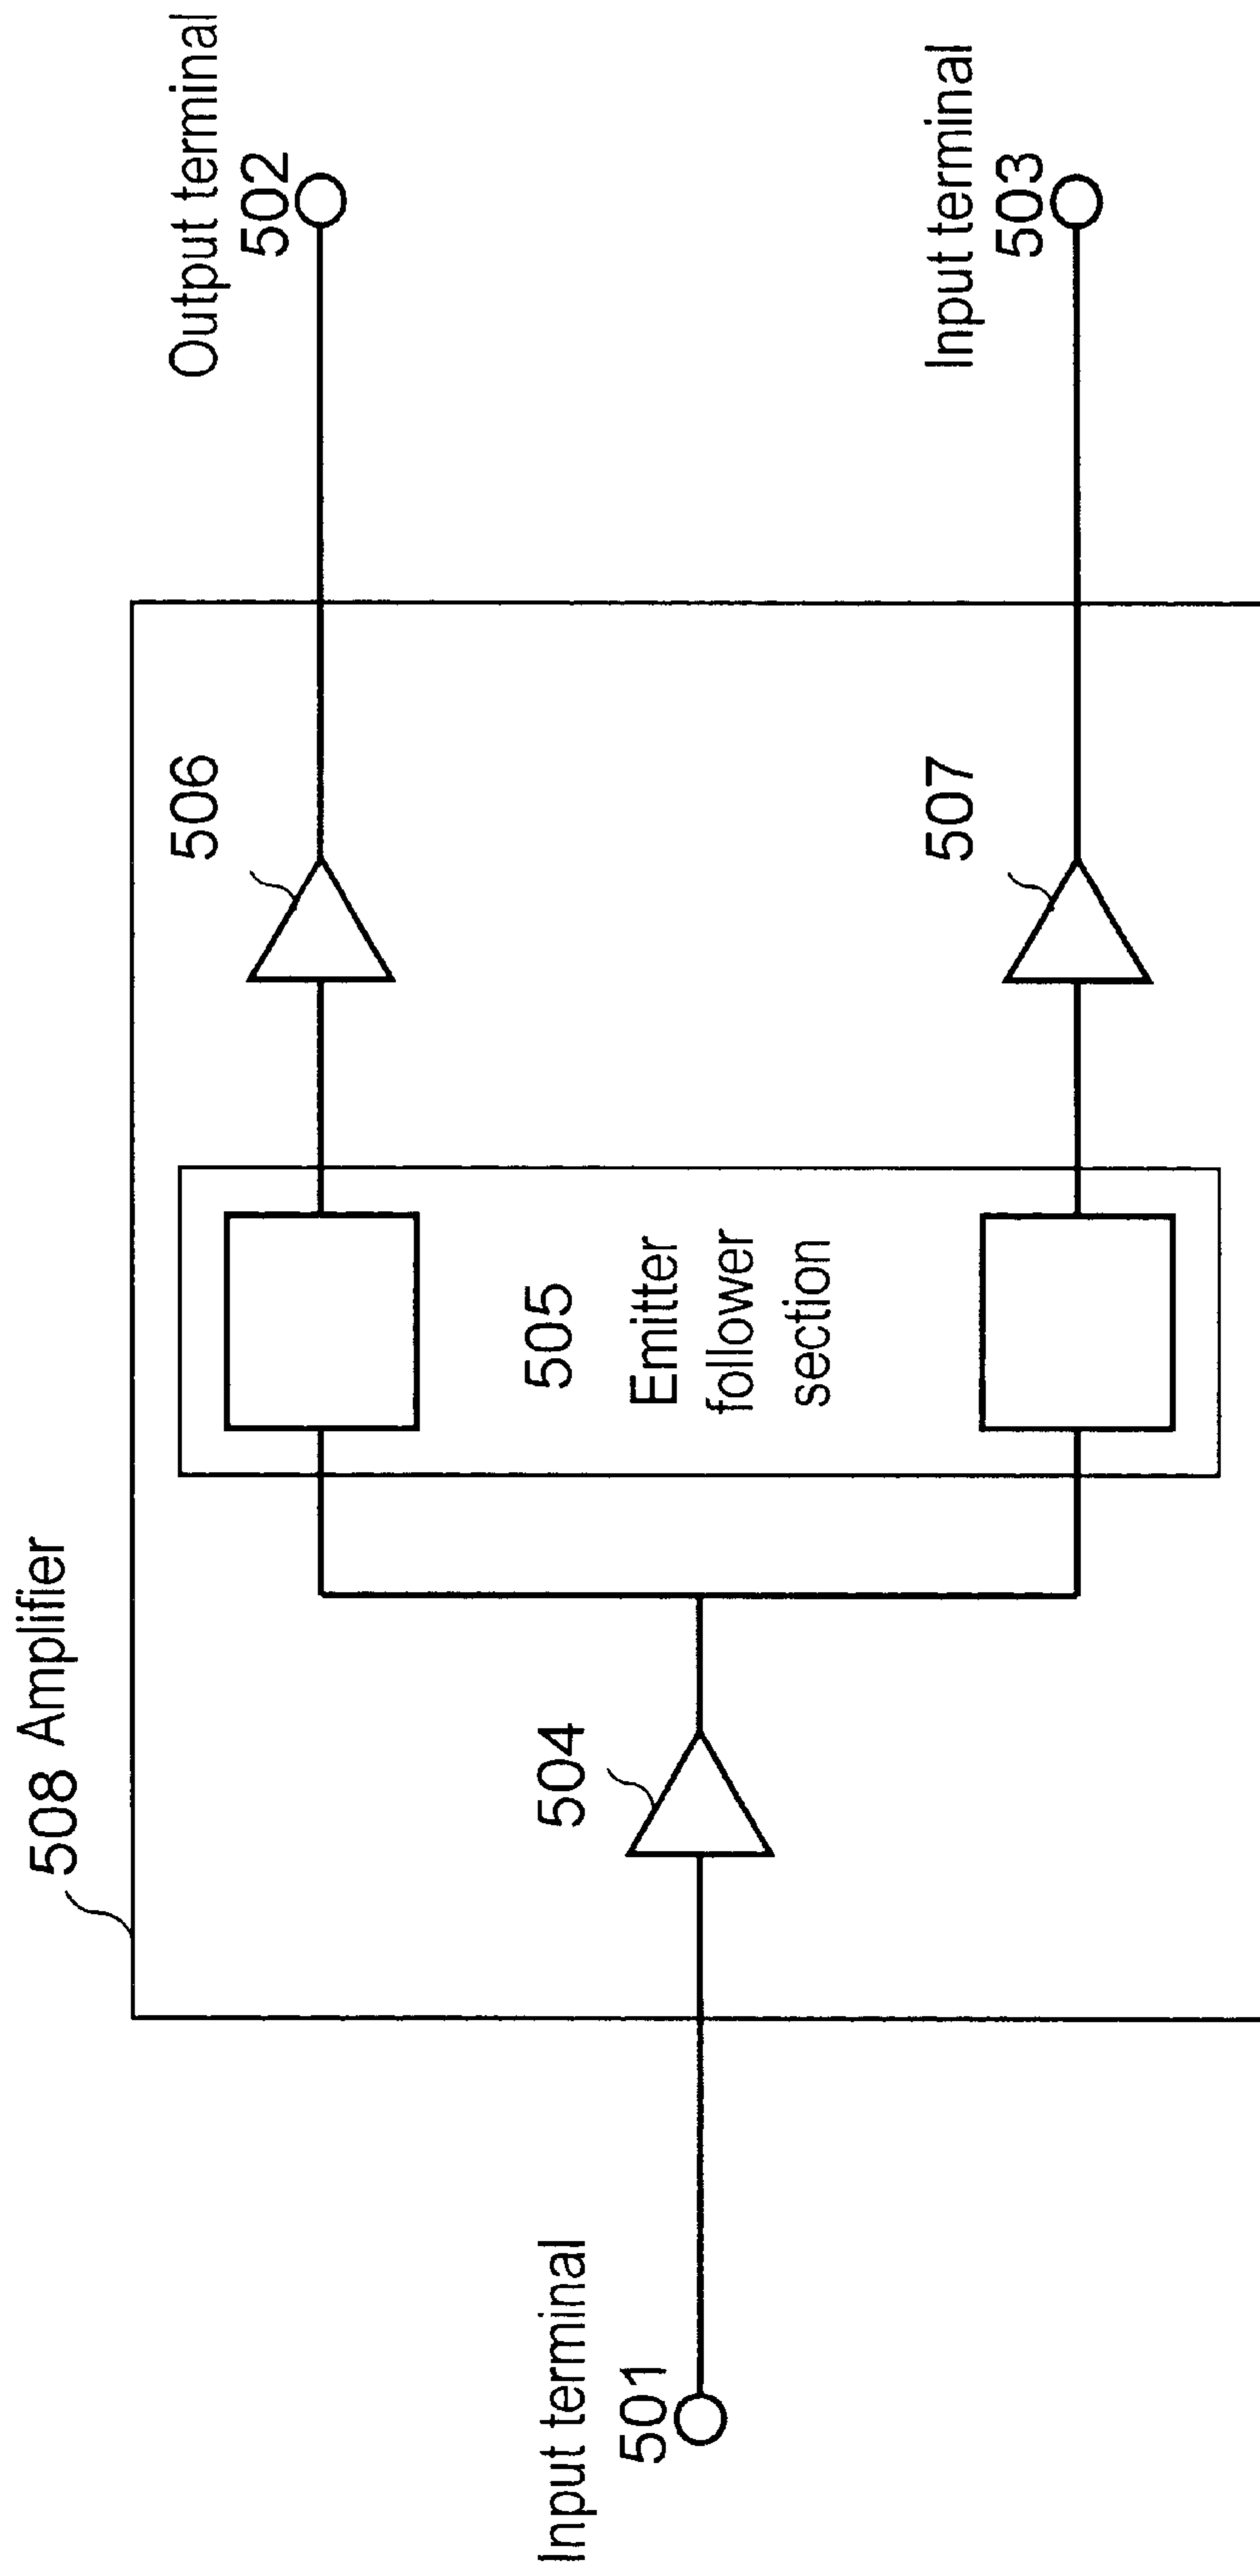 508 Amplifier
Input terminal
501
504
505
Emitter
follower
section
506
507
Output terminal
502
Input terminal
503